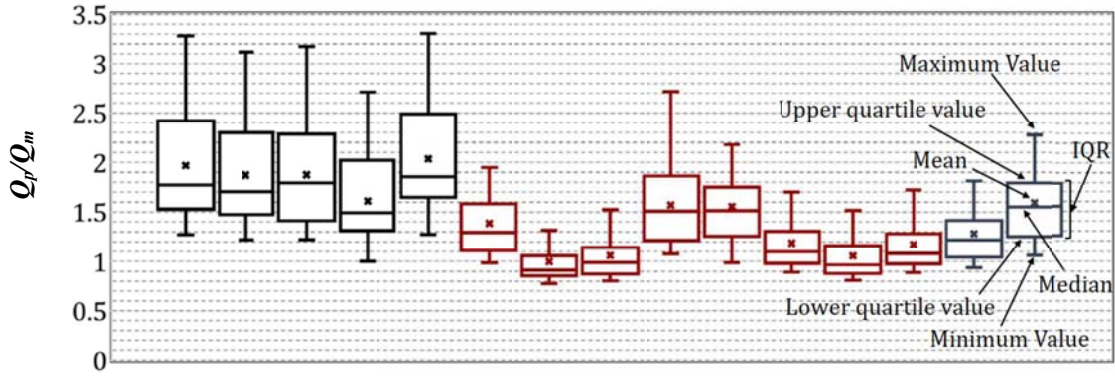 3.5
3
2.5
2
1.5
1
0.5
0
Qp/Qm
Maximum Value
Upper quartile value
Mean
IQR
Median
Lower quartile value
Minimum Value